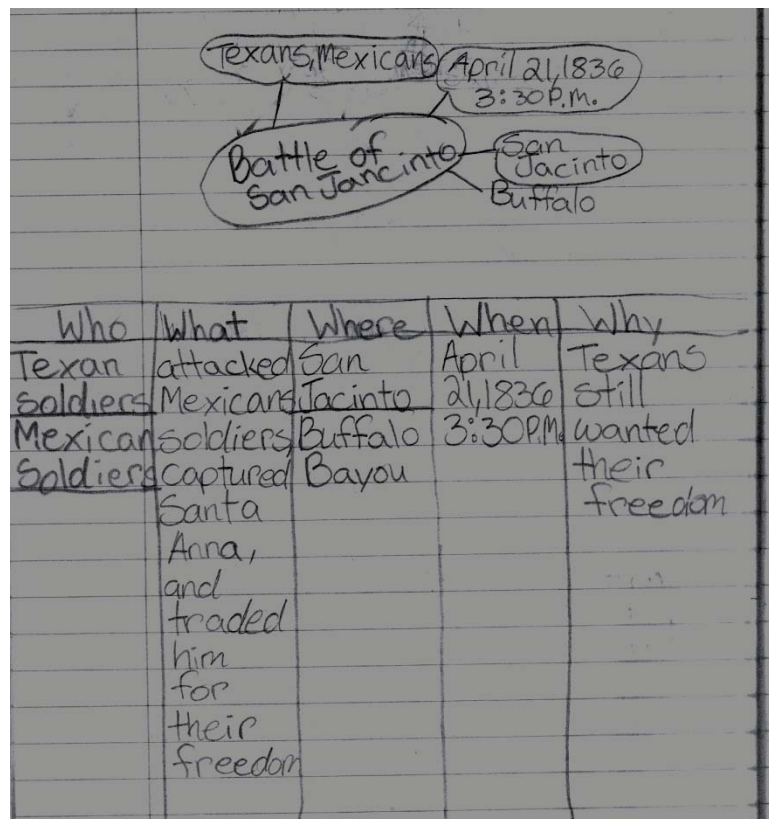 Texans, Mexicans
April 21, 1836
3:30 P.M.
Battle of
San Jancinto
San
Jacinto
Buffalo
Who What Where When Why
Texan attacked San April Texans
soldiers Mexicans Jacinto 21, 1836 still
Mexican soldiers, Buffalo 3:30 P.M. wanted
Soldiers captured Bayou their
Santa freedom
Anna,
and
traded
him
for
their
freedom